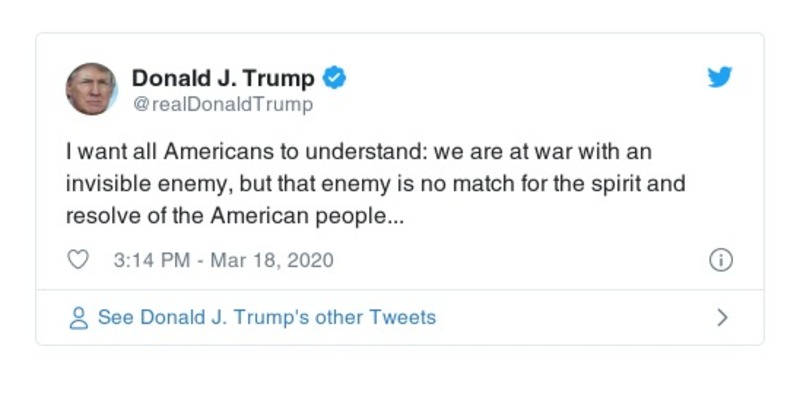 Donald J. Trump
@realDonaldTrump
I want all Americans to understand: we are at war with an
invisible enemy, but that enemy is no match for the spirit and
resolve of the American people...
3:14 PM - Mar 18, 2020
See Donald J. Trump's other Tweets